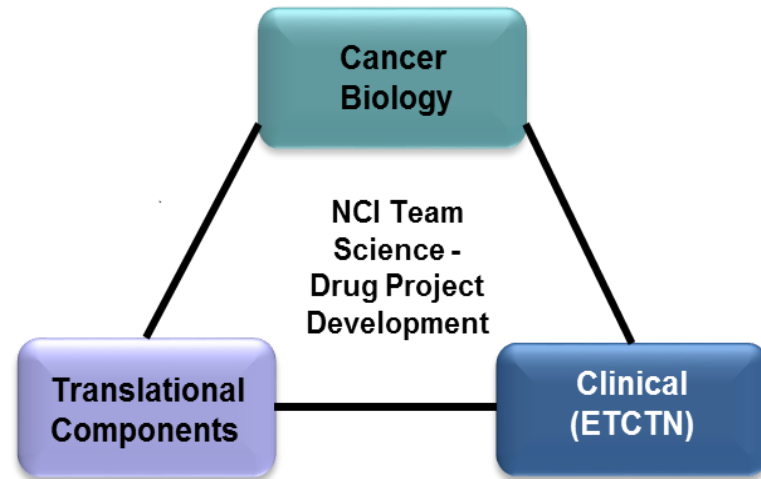 Cancer
Biology
NCI Team
Science -
Drug Project
Development
Translational
Components
Clinical
(ETCTN)